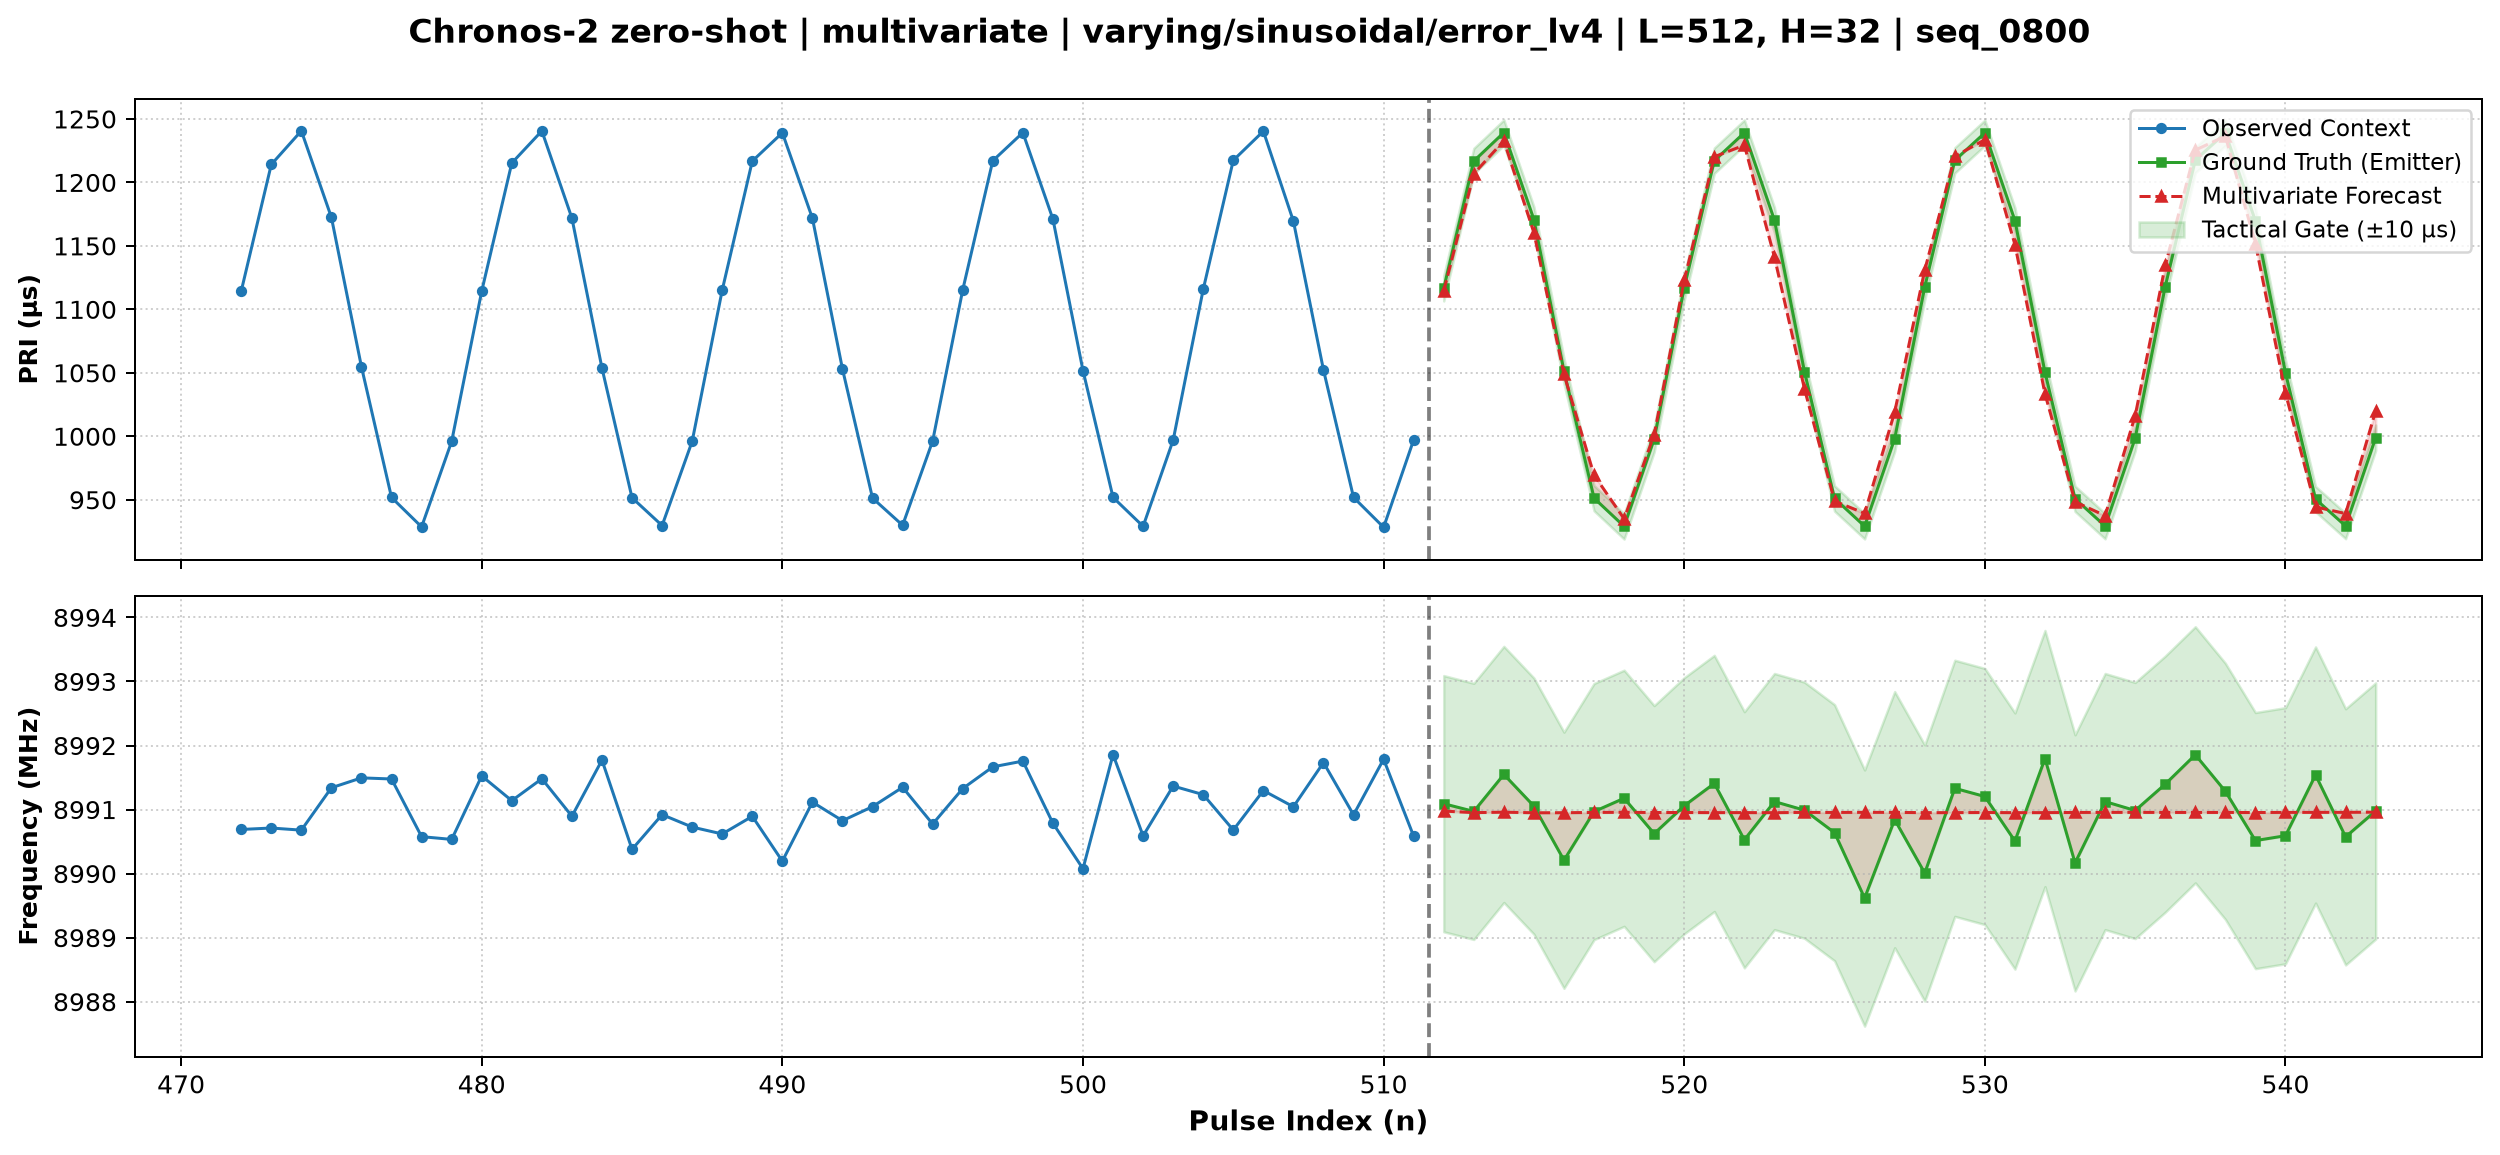 Chronos-2 zero-shot | multivariate | varying/sinusoidal/error_lv4 | L=512, H=32 | seq_0800
1250
1200
1150
1100
1050
1000
950
PRI (µs)
Observed Context
Ground Truth (Emitter)
Multivariate Forecast
Tactical Gate (±10 µs)
8994
8993
8992
8991
8990
8989
8988
Frequency (MHz)
470 480 490 500 510 520 530 540
Pulse Index (n)